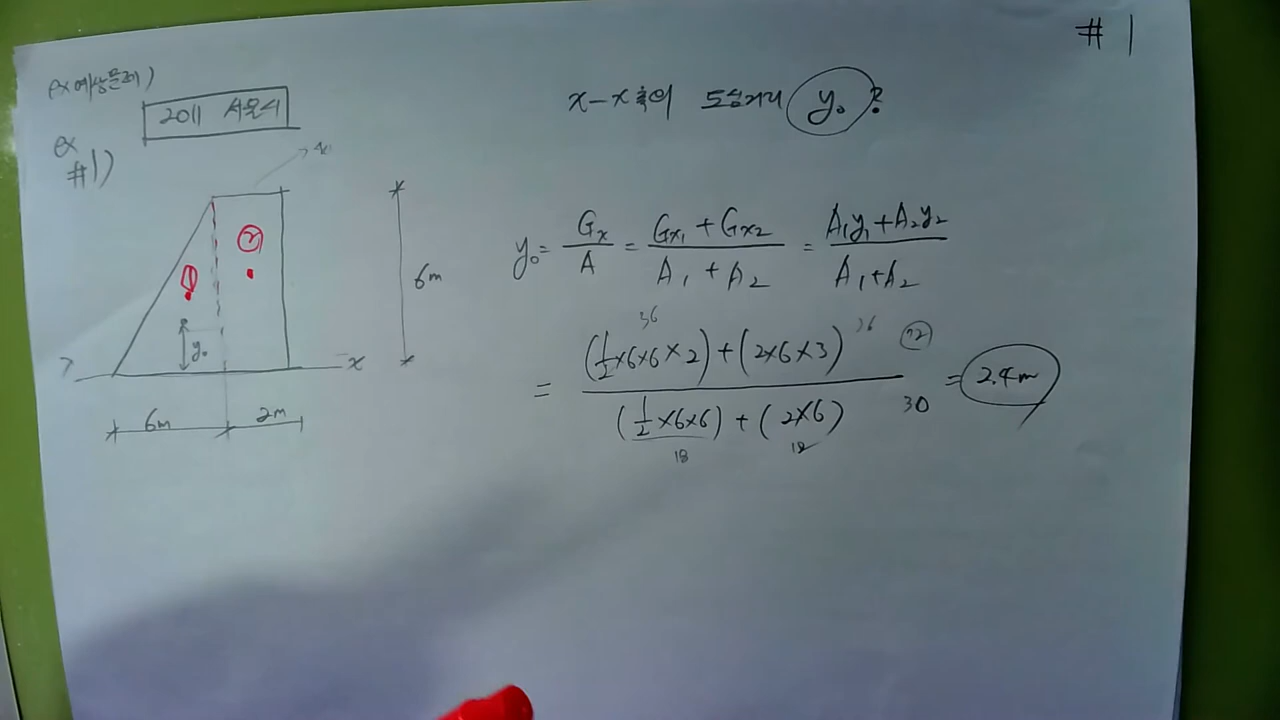 # 1
ex 예상문제)
2011 서울시
ex
#1)
x-x축의 도심거리 y₀?
①
②
6m
y₀
x
6m
2m
y₀ = Gx/A = (Gx₁ + Gx₂)/(A₁ + A₂) = (A₁y₁ + A₂y₂)/(A₁ + A₂)
36
36
72
= ((1/2×6×6×2) + (2×6×3))/((1/2×6×6) + (2×6)) = 2.4m
30
18
12